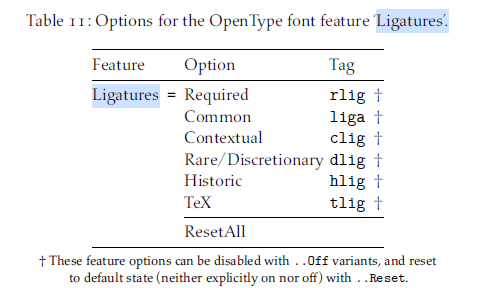 Table 11: Options for the OpenType font feature ‘Ligatures’.
Feature Option Tag
Ligatures = Required rlig †
Common liga †
Contextual clig †
Rare/Discretionary dlig †
Historic hlig †
TeX tlig †
ResetAll
† These feature options can be disabled with ..Off variants, and reset
to default state (neither explicitly on nor off) with ..Reset.